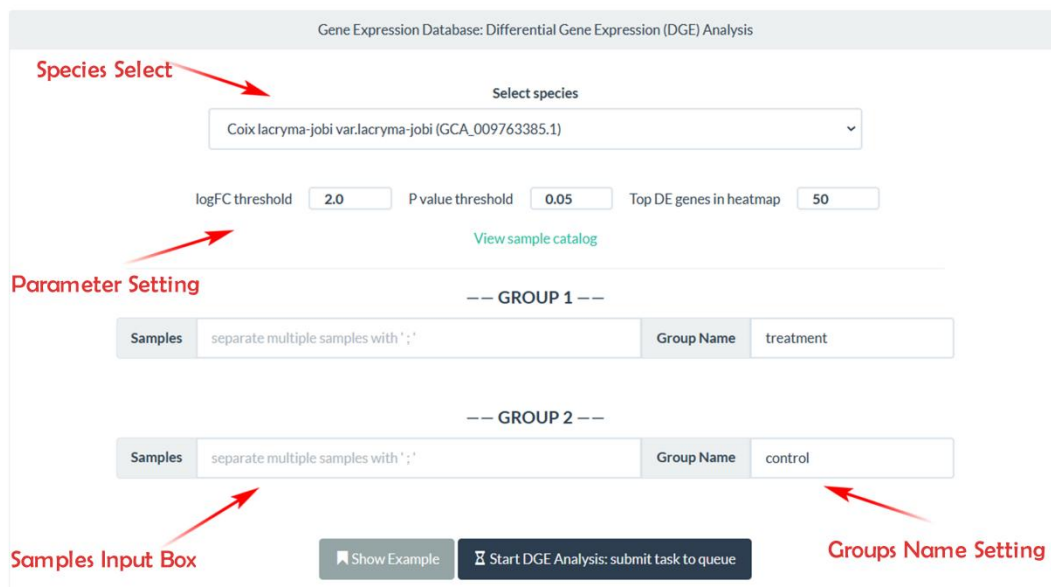 Gene Expression Database: Differential Gene Expression (DGE) Analysis
Species Select
Select species
Coix lacryma-jobi var.lacryma-jobi (GCA_009763385.1)
logFC threshold 2.0 P value threshold 0.05 Top DE genes in heatmap 50
View sample catalog
Parameter Setting
—— GROUP 1 ——
Samples separate multiple samples with ' ; ' Group Name treatment
—— GROUP 2 ——
Samples separate multiple samples with ' ; ' Group Name control
Samples Input Box
Show Example Start DGE Analysis: submit task to queue
Groups Name Setting